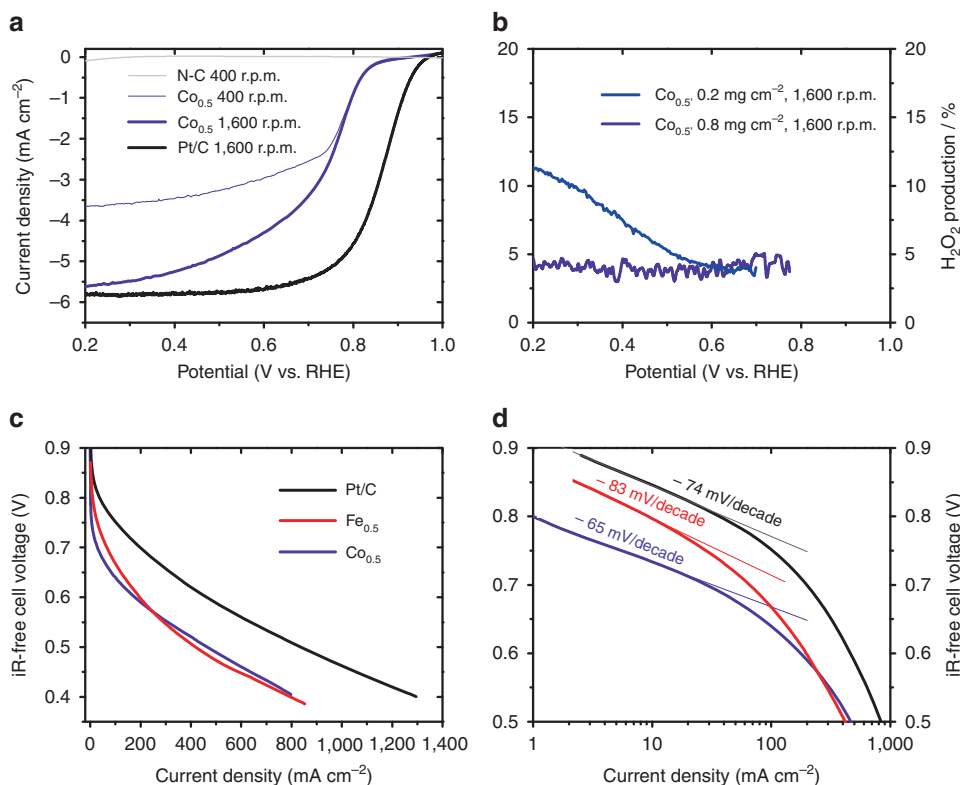 a
0
−1
−2
−3
−4
−5
−6
Current density (mA cm⁻²)
N-C 400 r.p.m.
Co₀.₅ 400 r.p.m.
Co₀.₅ 1,600 r.p.m.
Pt/C 1,600 r.p.m.
0.2 0.4 0.6 0.8 1.0
Potential (V vs. RHE)
b
20 20
15 15
10 10
5 5
0 0
H₂O₂ production / %
Co₀.₅, 0.2 mg cm⁻², 1,600 r.p.m.
Co₀.₅, 0.8 mg cm⁻², 1,600 r.p.m.
0.2 0.4 0.6 0.8 1.0
Potential (V vs. RHE)
c
0.9
0.8
0.7
0.6
0.5
0.4
iR-free cell voltage (V)
Pt/C
Fe₀.₅
Co₀.₅
0 200 400 600 800 1,000 1,200 1,400
Current density (mA cm⁻²)
d
0.9 0.9
0.8 0.8
0.7 0.7
0.6 0.6
0.5 0.5
iR-free cell voltage (V)
− 74 mV/decade
− 83 mV/decade
− 65 mV/decade
1 10 100 1,000
Current density (mA cm⁻²)